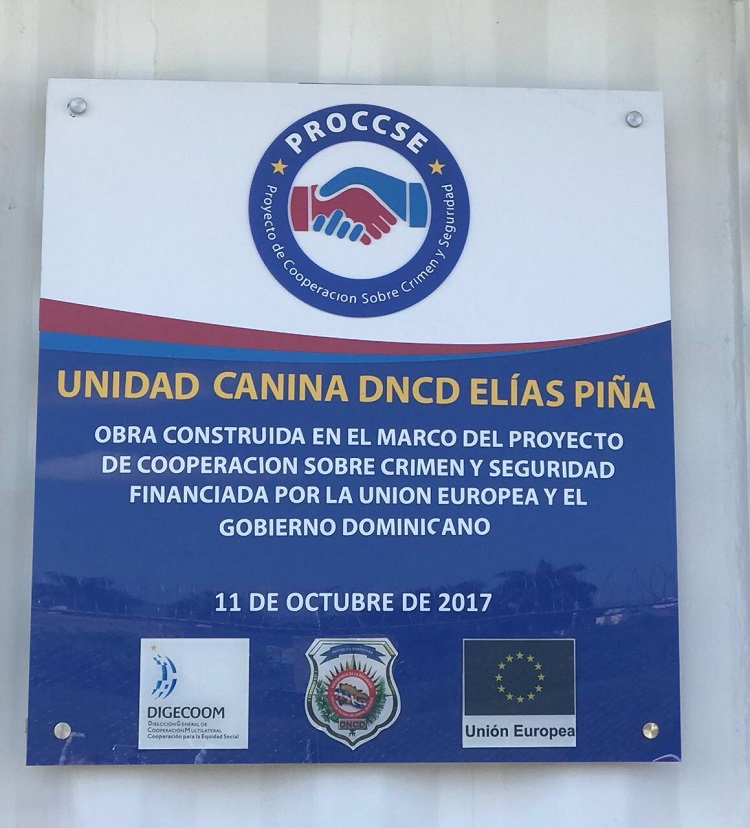 PROCCSE
Proyecto de Cooperacion Sobre Crimen y Seguridad
UNIDAD CANINA DNCD ELÍAS PIÑA
OBRA CONSTRUIDA EN EL MARCO DEL PROYECTO
DE COOPERACION SOBRE CRIMEN Y SEGURIDAD
FINANCIADA POR LA UNION EUROPEA Y EL
GOBIERNO DOMINICANO
11 DE OCTUBRE DE 2017
DIGECOOM
DIRECCIÓN GENERAL DE
COOPERACIÓN MULTILATERAL
Cooperación para la Equidad Social
DNCD
Unión Europea